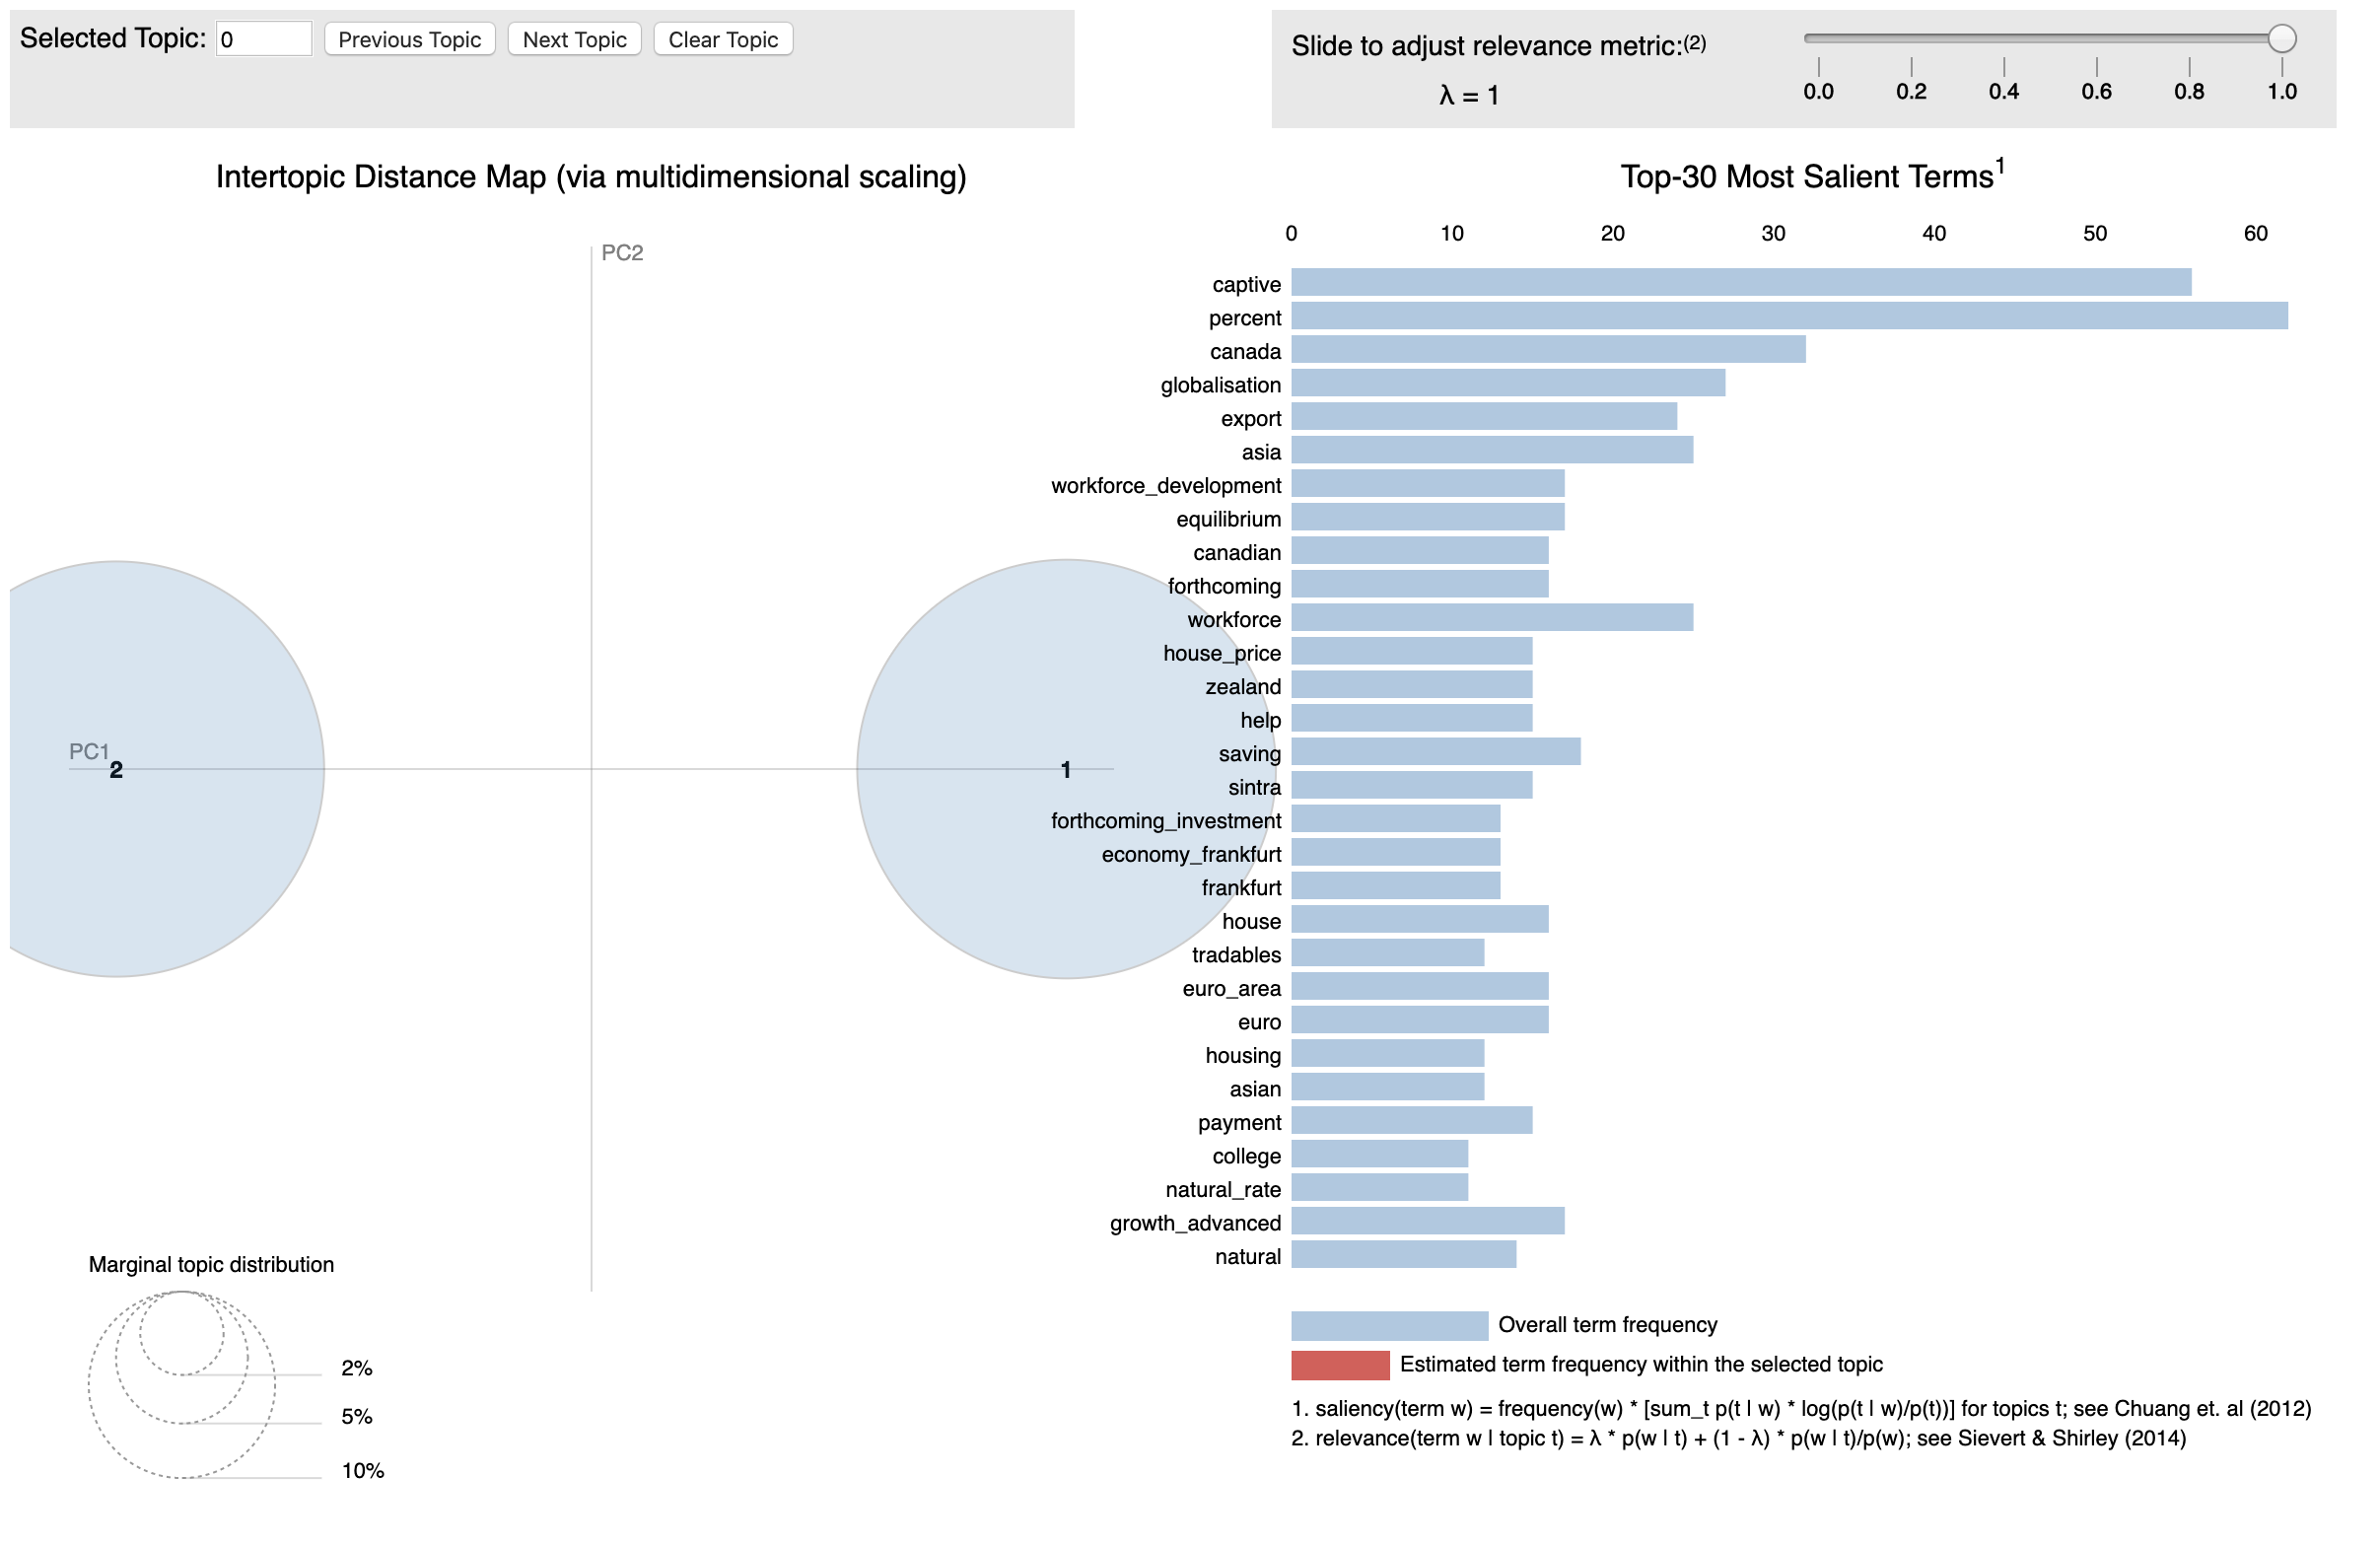 Selected Topic: 0 Previous Topic Next Topic Clear Topic
Slide to adjust relevance metric:(2)
λ = 1
0.0 0.2 0.4 0.6 0.8 1.0
Intertopic Distance Map (via multidimensional scaling)
PC2
PC1
2
1
Marginal topic distribution
2%
5%
10%
Top-30 Most Salient Terms1
0 10 20 30 40 50 60
captive
percent
canada
globalisation
export
asia
workforce_development
equilibrium
canadian
forthcoming
workforce
house_price
zealand
help
saving
sintra
forthcoming_investment
economy_frankfurt
frankfurt
house
tradables
euro_area
euro
housing
asian
payment
college
natural_rate
growth_advanced
natural
Overall term frequency
Estimated term frequency within the selected topic
1. saliency(term w) = frequency(w) * [sum_t p(t | w) * log(p(t | w)/p(t))] for topics t; see Chuang et. al (2012)
2. relevance(term w | topic t) = λ * p(w | t) + (1 - λ) * p(w | t)/p(w); see Sievert & Shirley (2014)